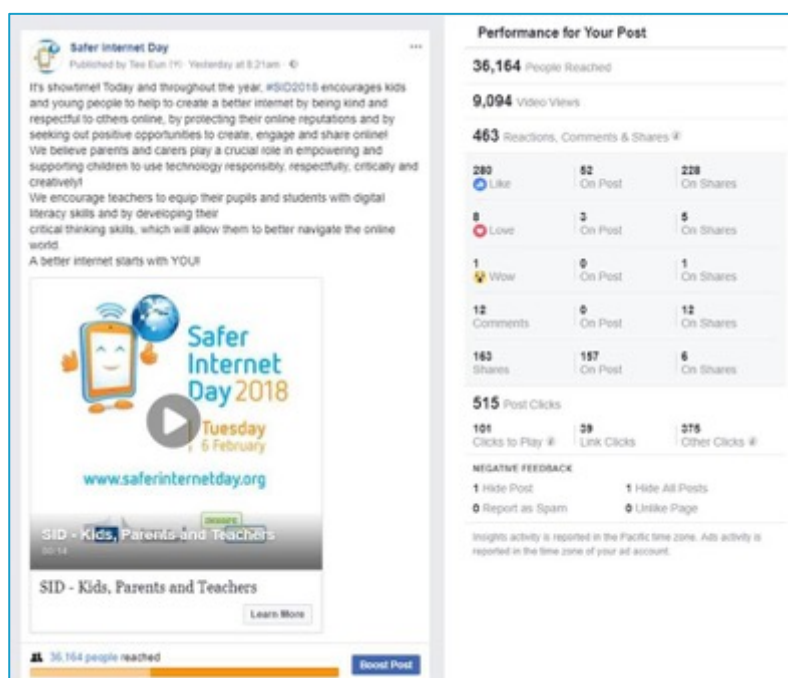 Safer Internet Day
Published by Tee Eun · Yesterday at 8:21am ·
It's showtime! Today and throughout the year, #SID2018 encourages kids
and young people to help to create a better internet by being kind and
respectful to others online, by protecting their online reputations and by
seeking out positive opportunities to create, engage and share online!
We believe parents and carers play a crucial role in empowering and
supporting children to use technology responsibly, respectfully, critically and
creatively!
We encourage teachers to equip their pupils and students with digital
literacy skills and by developing their
critical thinking skills, which will allow them to better navigate the online
world.
A better internet starts with YOU!
Safer
Internet
Day 2018
Tuesday
6 February
www.saferinternetday.org
SID - Kids, Parents and Teachers
00:14
SID - Kids, Parents and Teachers
Learn More
36,164 people reached
Boost Post
Performance for Your Post
36,164 People Reached
9,094 Video Views
463 Reactions, Comments & Shares
280 52 228
Like On Post On Shares
8 3 5
Love On Post On Shares
1 0 1
Wow On Post On Shares
12 0 12
Comments On Post On Shares
163 157 6
Shares On Post On Shares
515 Post Clicks
101 39 375
Clicks to Play Link Clicks Other Clicks
NEGATIVE FEEDBACK
1 Hide Post 1 Hide All Posts
0 Report as Spam 0 Unlike Page
Insights activity is reported in the Pacific time zone. Ads activity is
reported in the time zone of your ad account.